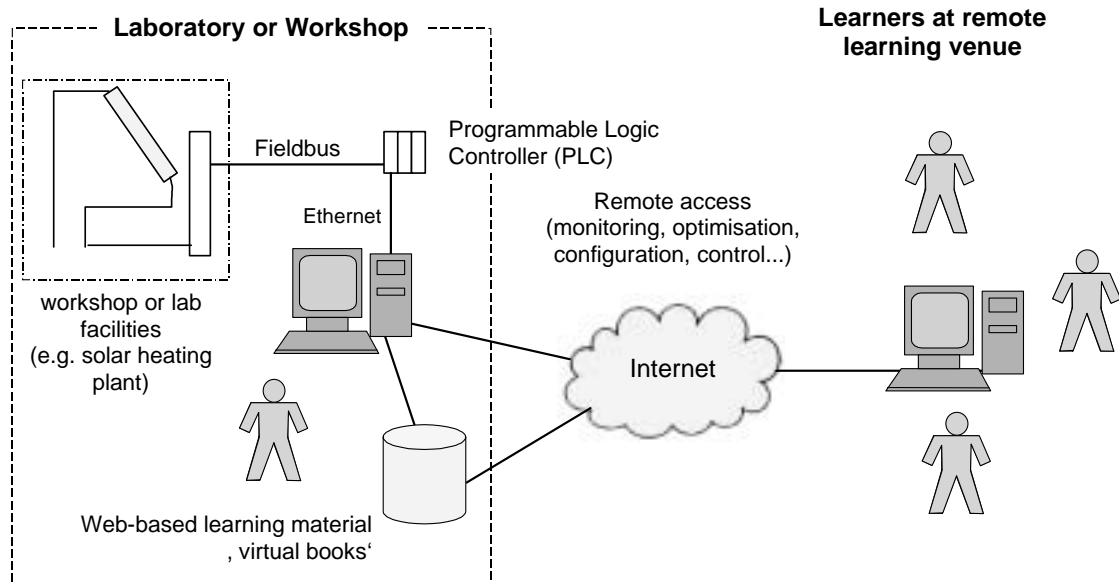 Laboratory or Workshop
Learners at remote
learning venue
Fieldbus
Programmable Logic
Controller (PLC)
Ethernet
Remote access
(monitoring, optimisation,
configuration, control...)
workshop or lab
facilities
(e.g. solar heating
plant)
Internet
Web-based learning material
‚ virtual books‘